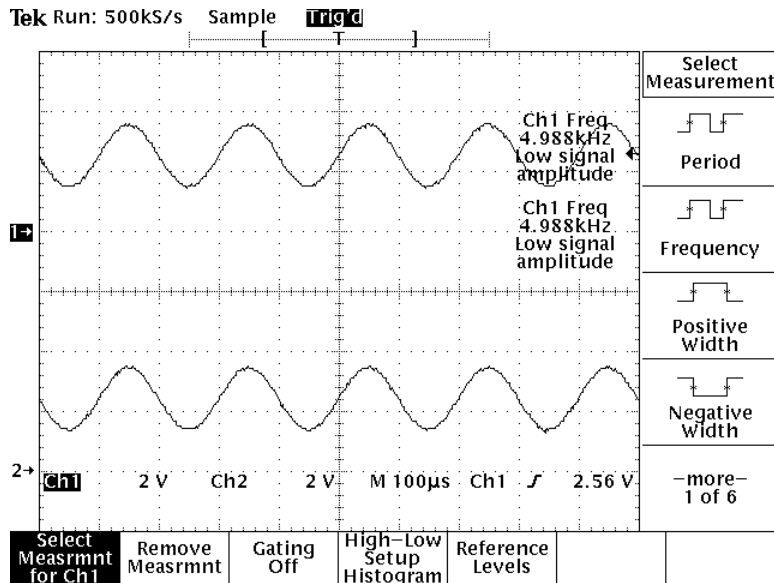 Tek Run: 500kS/s Sample Trig'd
T
Select
Measurement
Ch1 Freq
4.988kHz
Low signal
amplitude
Ch1 Freq
4.988kHz
Low signal
amplitude
Period
Frequency
Positive
Width
Negative
Width
-more-
1 of 6
1
2
Ch1 2 V Ch2 2 V M 100µs Ch1 2.56 V
Select
Measrmnt
for Ch1
Remove
Measrmnt
Gating
Off
High-Low
Setup
Histogram
Reference
Levels